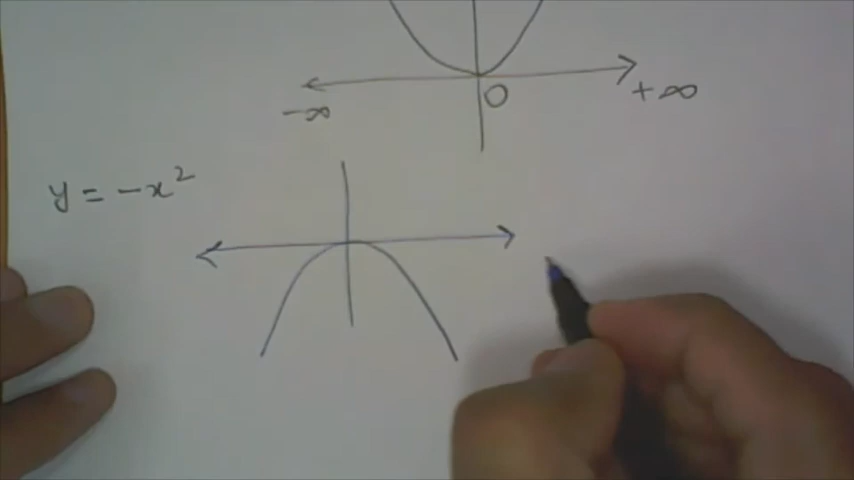 -∞ 0 +∞
y = -x²